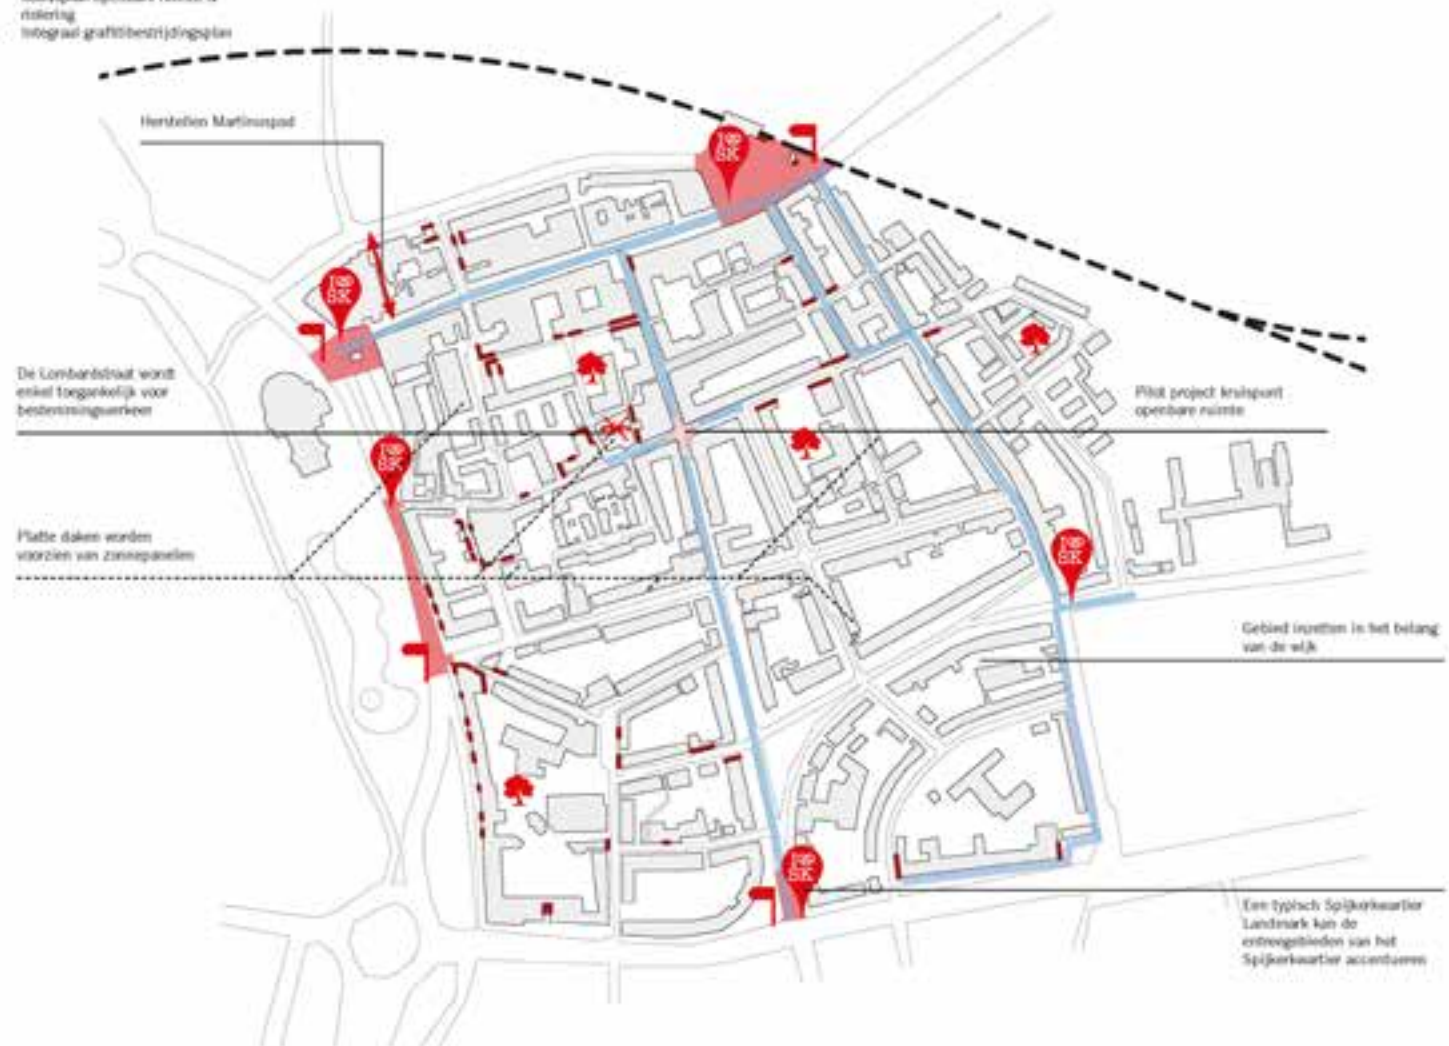 riolering
Integraal graffitibestrijdingsplan
Herstellen Martinuspad
De Lombardstraat wordt
enkel toegankelijk voor
bestemmingsverkeer
Pilot project kruispunt
openbare ruimte
Platte daken worden
voorzien van zonnepanelen
Gebied inzetten in het belang
van de wijk
Een typisch Spijkerkwartier
Landmark kan de
entreegebieden van het
Spijkerkwartier accentueren